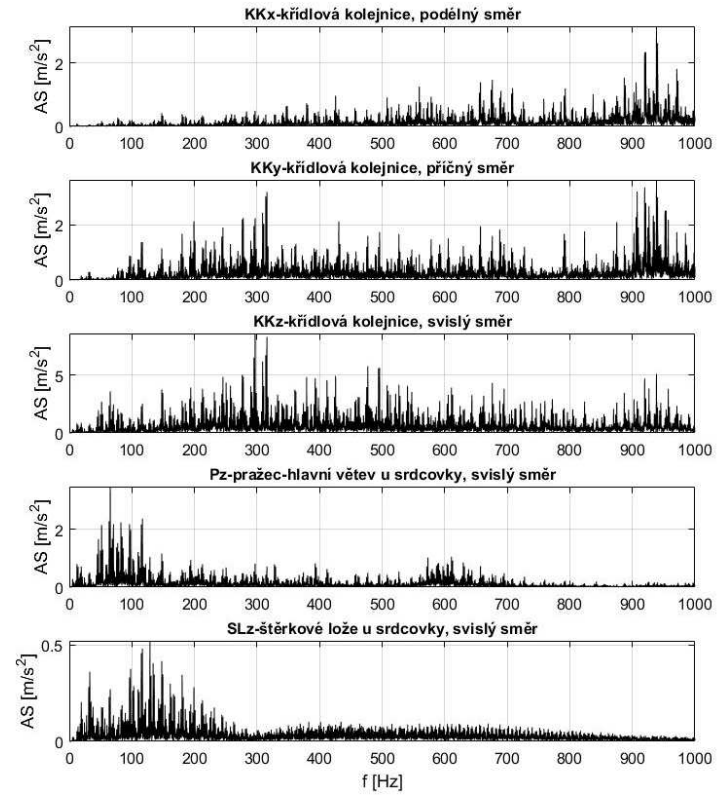 KKx-křídlová kolejnice, podélný směr
AS [m/s²]
2
0
0 100 200 300 400 500 600 700 800 900 1000
KKy-křídlová kolejnice, příčný směr
AS [m/s²]
2
0
0 100 200 300 400 500 600 700 800 900 1000
KKz-křídlová kolejnice, svislý směr
AS [m/s²]
5
0
0 100 200 300 400 500 600 700 800 900 1000
Pz-pražec-hlavní větev u srdcovky, svislý směr
AS [m/s²]
2
0
0 100 200 300 400 500 600 700 800 900 1000
SLz-štěrkové lože u srdcovky, svislý směr
AS [m/s²]
0.5
0
0 100 200 300 400 500 600 700 800 900 1000
f [Hz]